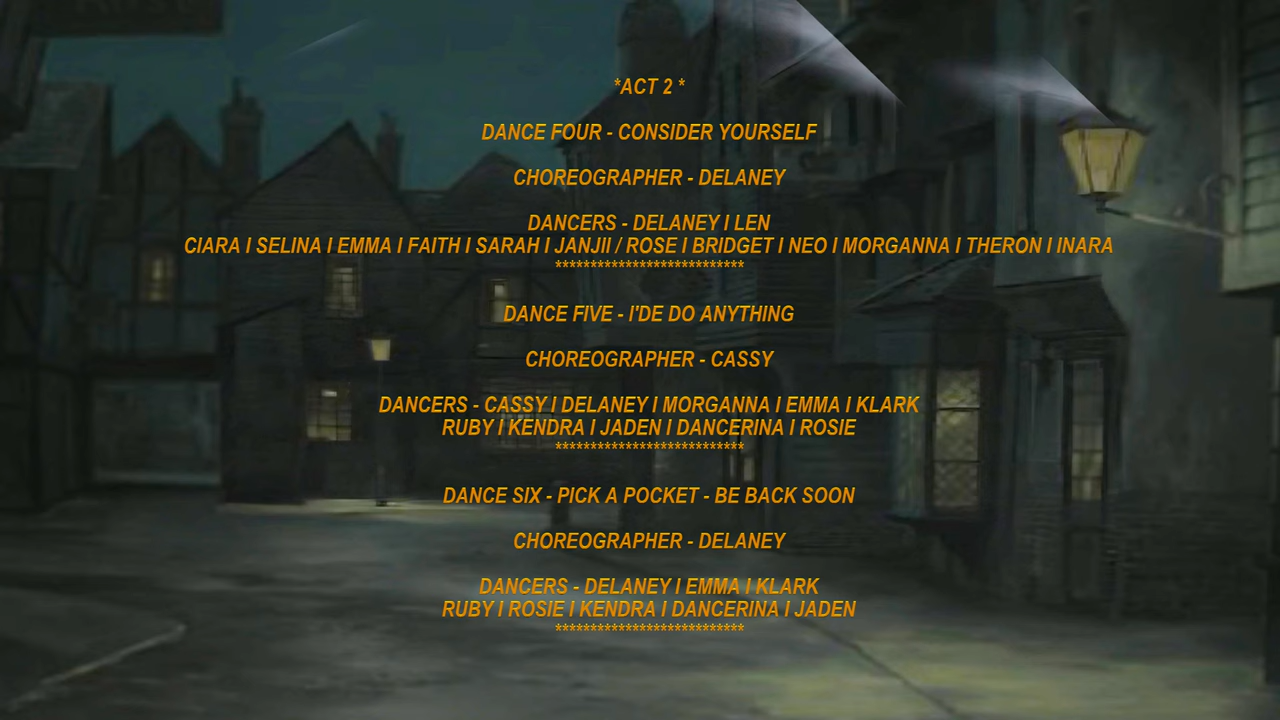 *ACT 2 *
DANCE FOUR - CONSIDER YOURSELF
CHOREOGRAPHER - DELANEY
DANCERS - DELANEY I LEN
CIARA I SELINA I EMMA I FAITH I SARAH I JANJII / ROSE I BRIDGET I NEO I MORGANNA I THERON I INARA
***************************
DANCE FIVE - I'DE DO ANYTHING
CHOREOGRAPHER - CASSY
DANCERS - CASSY I DELANEY I MORGANNA I EMMA I KLARK
RUBY I KENDRA I JADEN I DANCERINA I ROSIE
***************************
DANCE SIX - PICK A POCKET - BE BACK SOON
CHOREOGRAPHER - DELANEY
DANCERS - DELANEY I EMMA I KLARK
RUBY I ROSIE I KENDRA I DANCERINA I JADEN
***************************